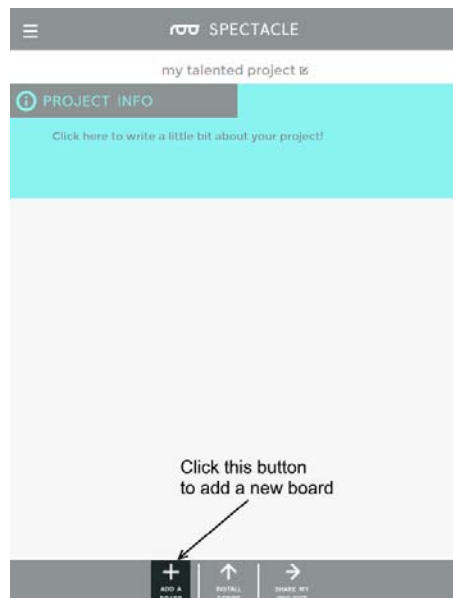 SPECTACLE
my talented project
PROJECT INFO
Click here to write a little bit about your project!
Click this button
to add a new board
ADD A INSTALL SHARE MY
BOARD